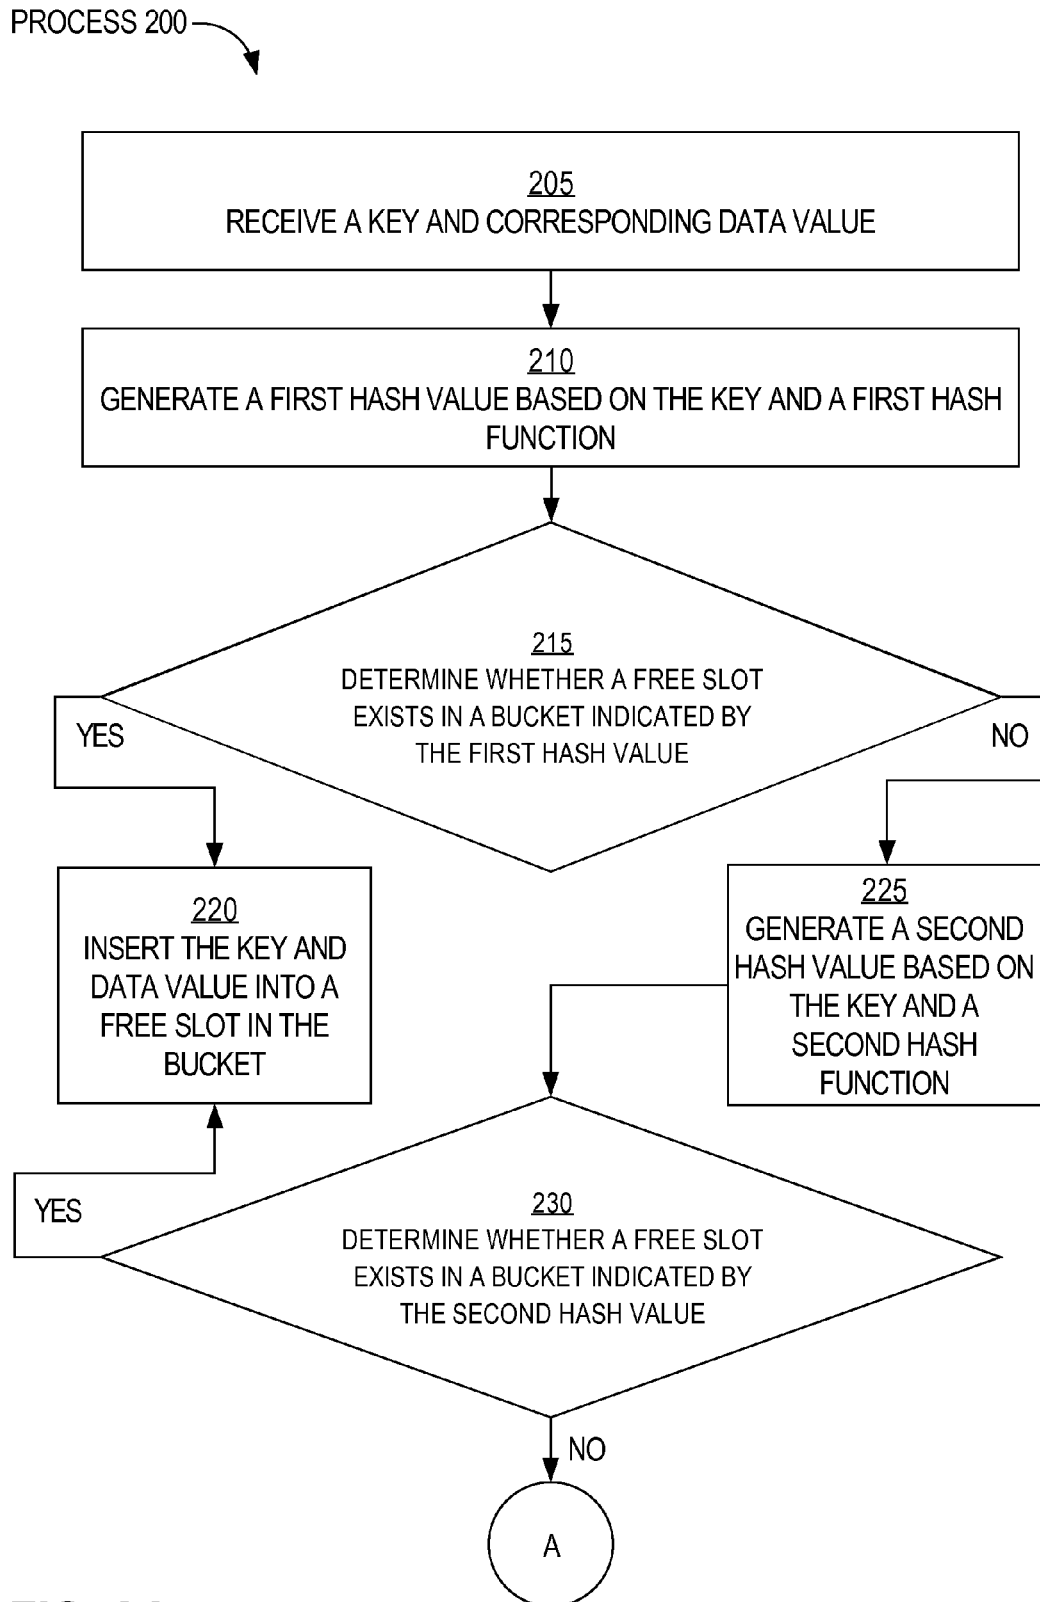 PROCESS 200
205
RECEIVE A KEY AND CORRESPONDING DATA VALUE
210
GENERATE A FIRST HASH VALUE BASED ON THE KEY AND A FIRST HASH
FUNCTION
215
DETERMINE WHETHER A FREE SLOT
EXISTS IN A BUCKET INDICATED BY
THE FIRST HASH VALUE
YES
NO
220
INSERT THE KEY AND
DATA VALUE INTO A
FREE SLOT IN THE
BUCKET
225
GENERATE A SECOND
HASH VALUE BASED ON
THE KEY AND A
SECOND HASH
FUNCTION
YES
230
DETERMINE WHETHER A FREE SLOT
EXISTS IN A BUCKET INDICATED BY
THE SECOND HASH VALUE
NO
A